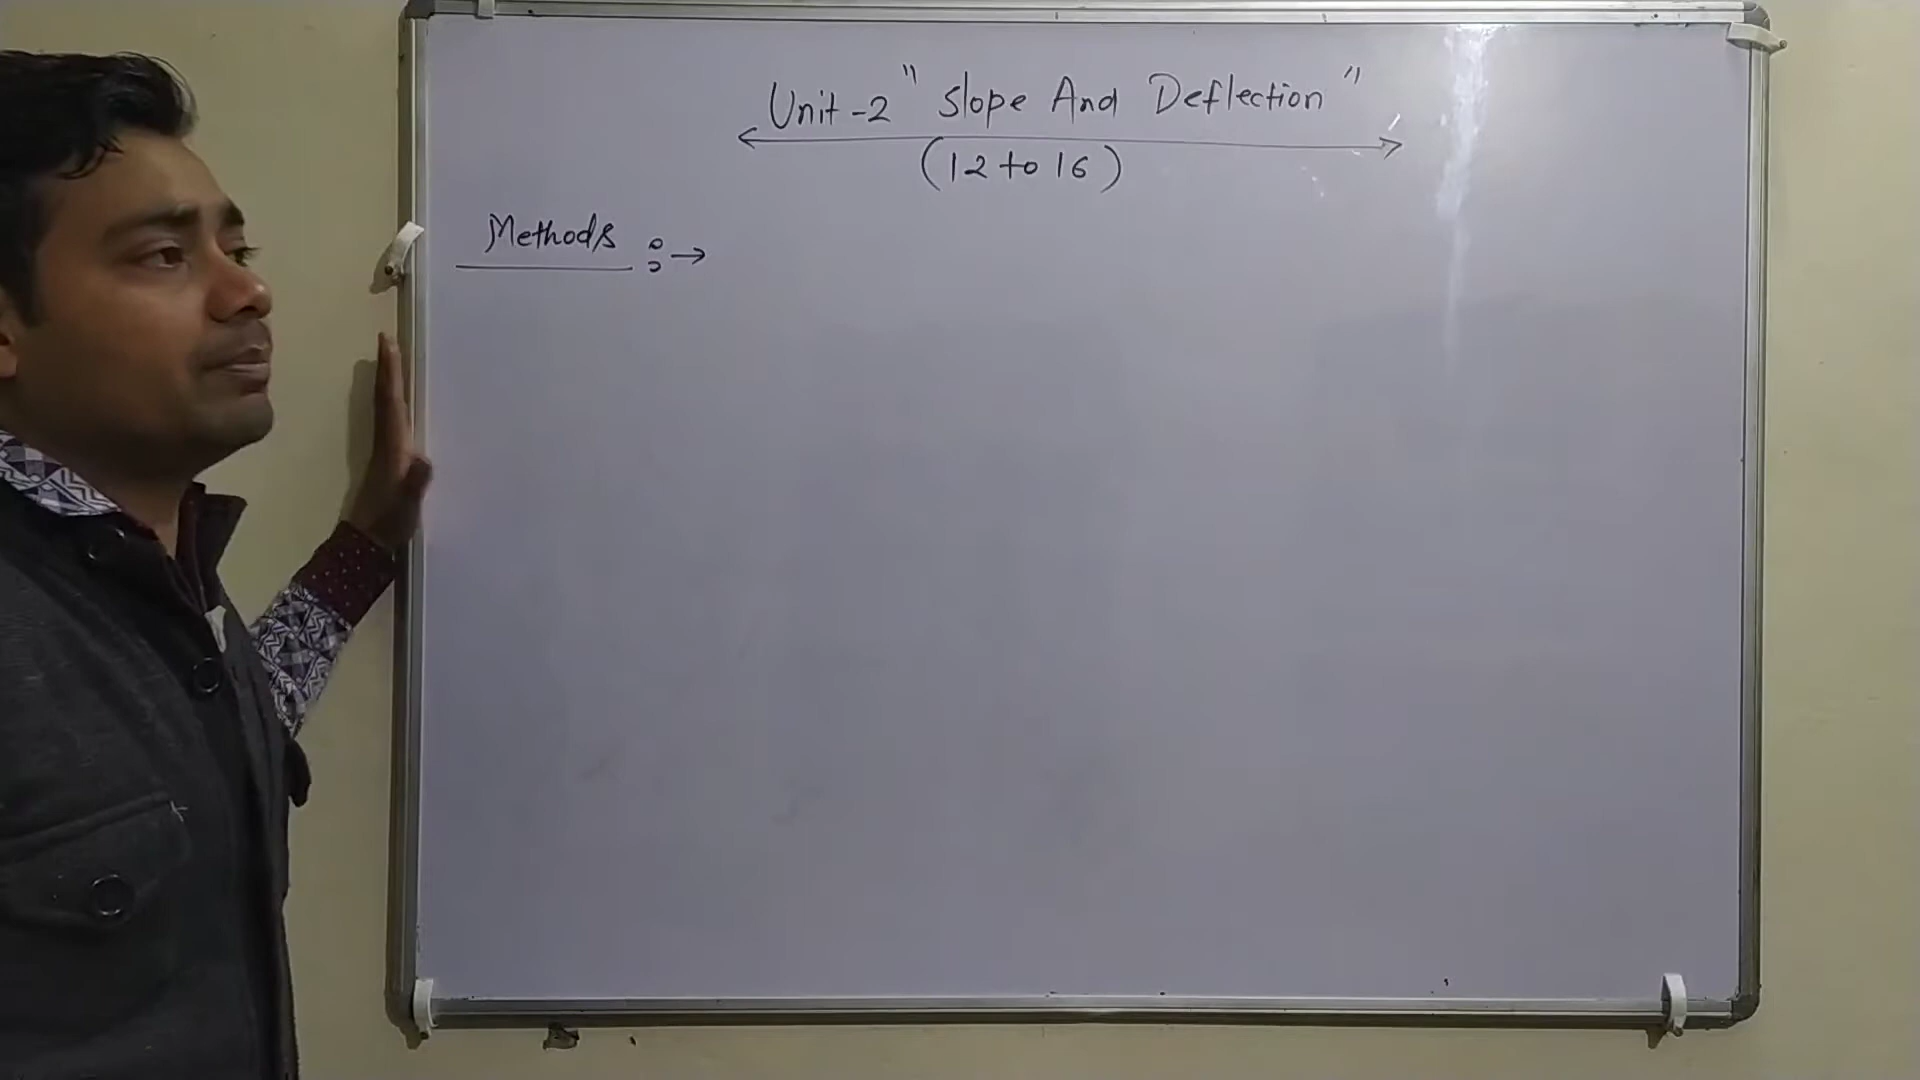 Unit-2 "Slope And Deflection"
(12 to 16)
Methods :→